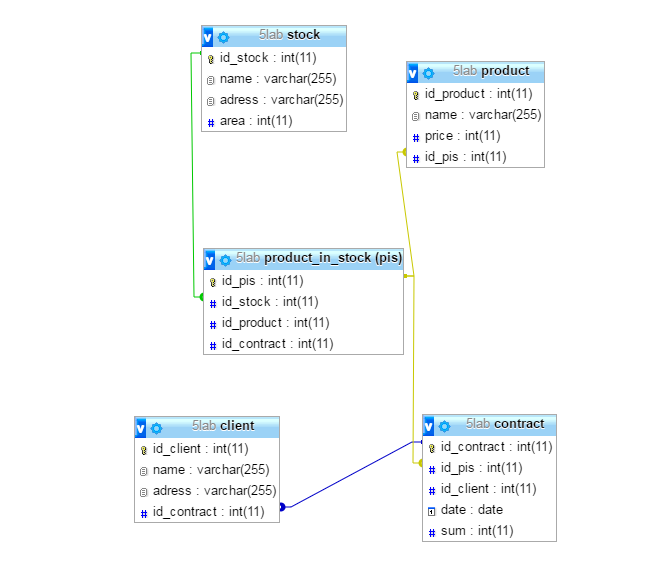 5lab stock
id_stock : int(11)
name : varchar(255)
adress : varchar(255)
area : int(11)
5lab product
id_product : int(11)
name : varchar(255)
price : int(11)
id_pis : int(11)
5lab product_in_stock (pis)
id_pis : int(11)
id_stock : int(11)
id_product : int(11)
id_contract : int(11)
5lab client
id_client : int(11)
name : varchar(255)
adress : varchar(255)
id_contract : int(11)
5lab contract
id_contract : int(11)
id_pis : int(11)
id_client : int(11)
date : date
sum : int(11)